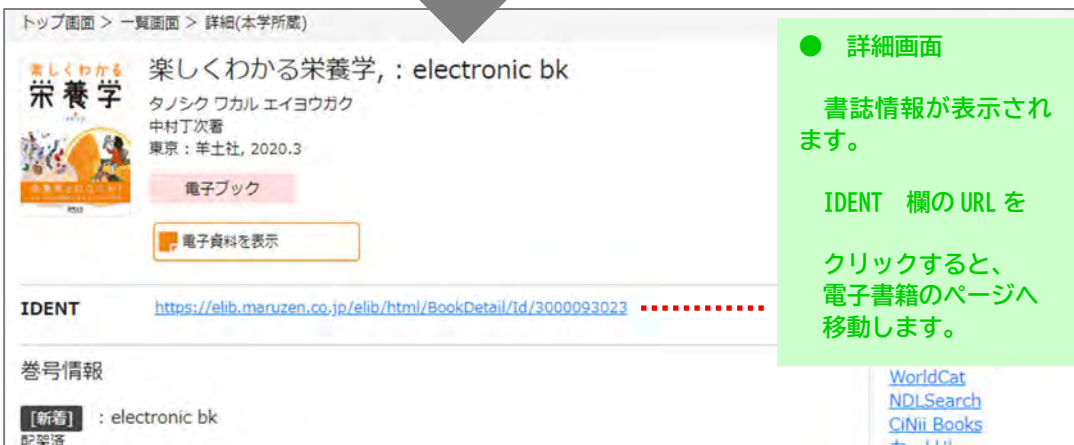 トップ画面 > 一覧画面 > 詳細(本学所蔵)
楽しくわかる
栄養学
楽しくわかる栄養学, : electronic bk
タノシク ワカル エイヨウガク
中村丁次著
東京 : 羊土社, 2020.3
電子ブック
電子資料を表示
IDENT
https://elib.maruzen.co.jp/elib/html/BookDetail/Id/3000093023
● 詳細画面
書誌情報が表示され
ます。
IDENT 欄の URL を
クリックすると、
電子書籍のページへ
移動します。
巻号情報
[新着] : electronic bk
配架済
WorldCat
NDLSearch
CiNii Books